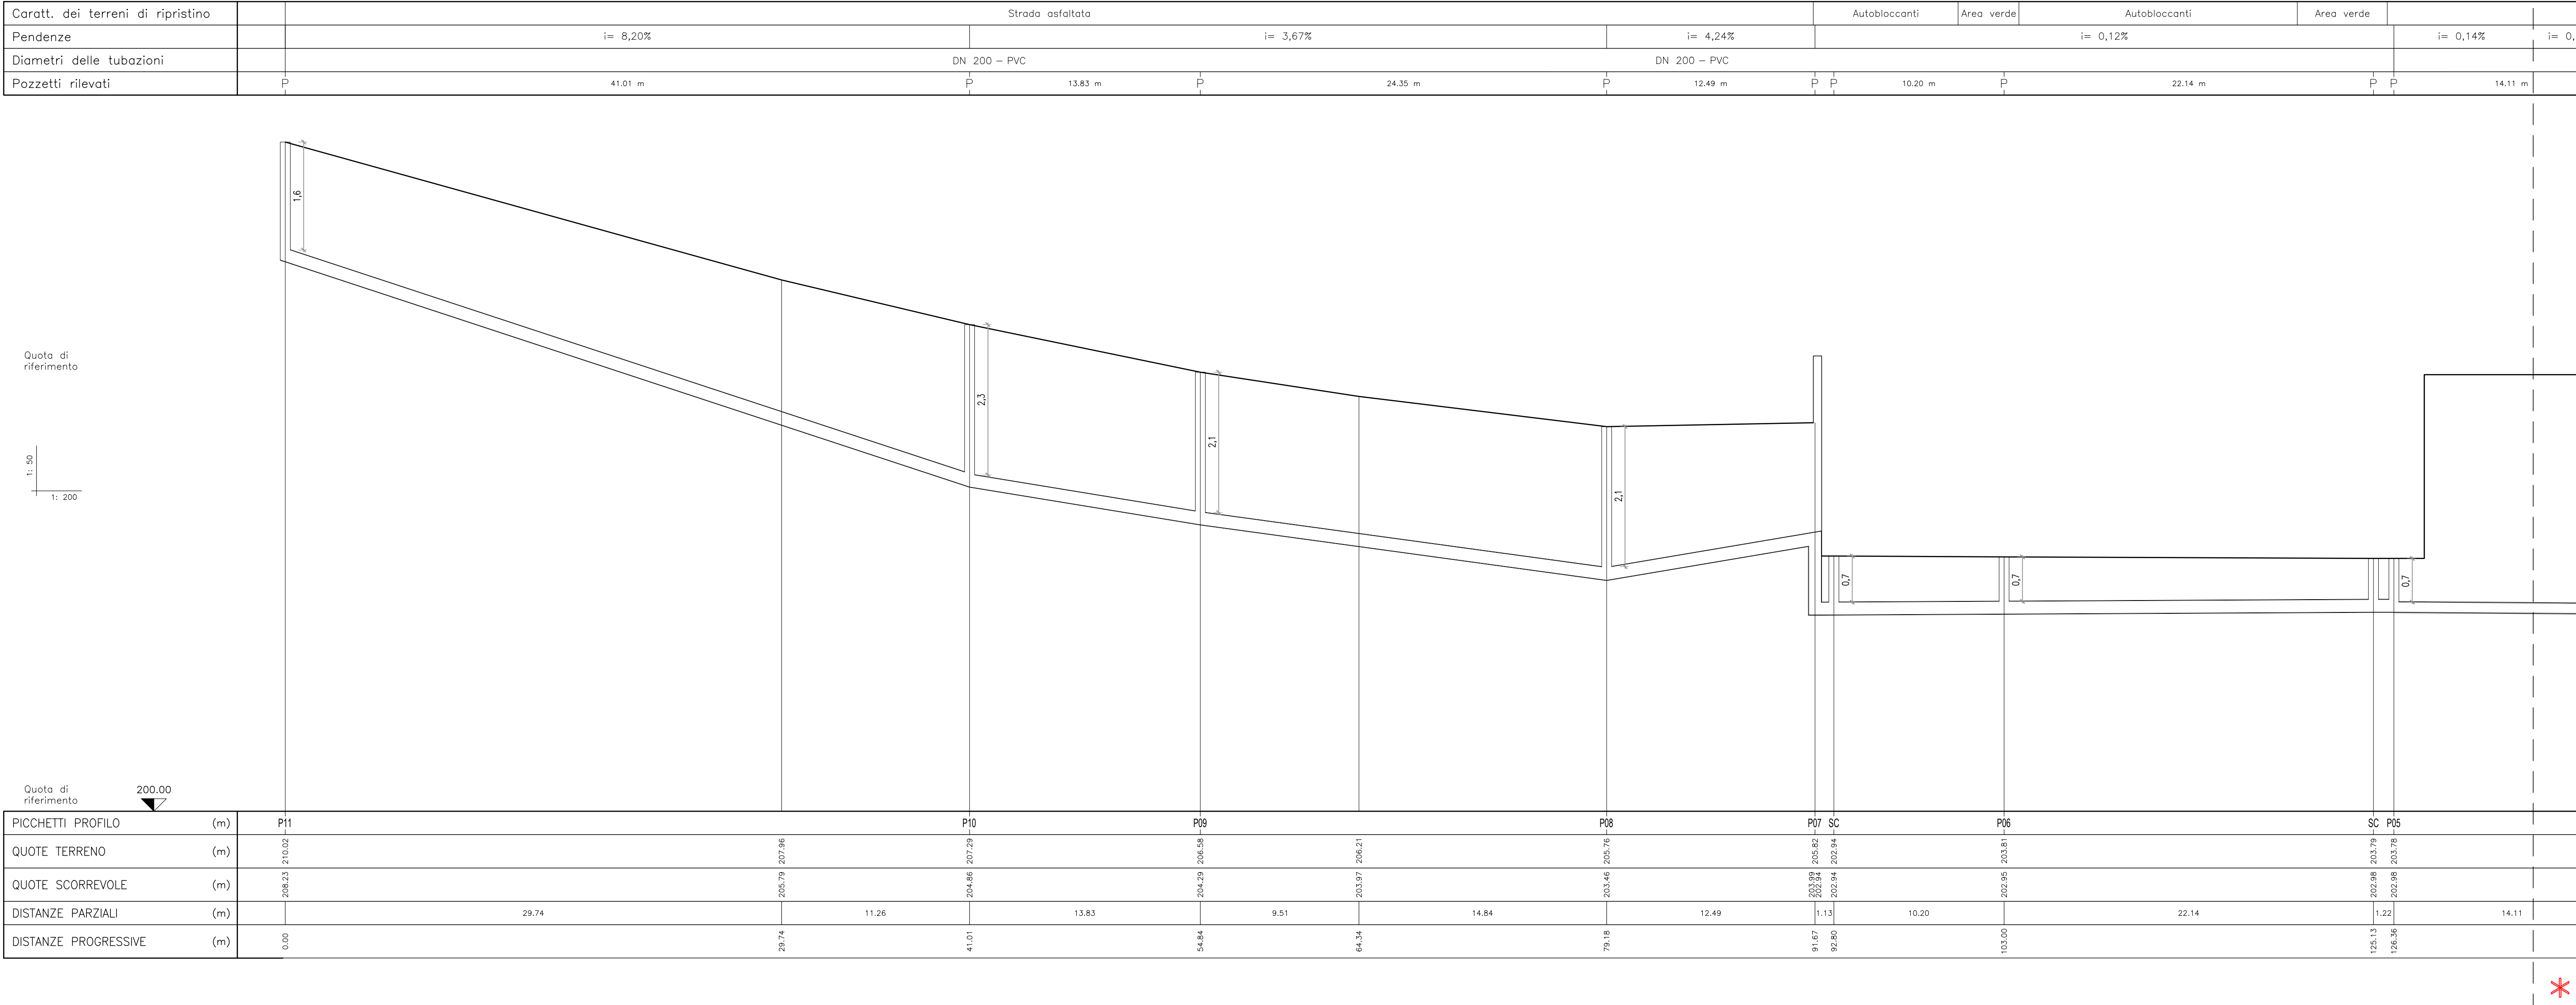 Caratt. dei terreni di ripristino Strada asfaltata Autobloccanti Area verde Autobloccanti Area verde
Pendenze i= 8,20% i= 3,67% i= 4,24% i= 0,12% i= 0,14% i= 0,
Diametri delle tubazioni DN 200 – PVC DN 200 – PVC
Pozzetti rilevati P 41.01 m P 13.83 m P 24.35 m P 12.49 m P P 10.20 m P 22.14 m P P 14.11 m
1,6
2,3
2,1
2,1
0,7
0,7
0,7
Quota di
riferimento
1: 50
1: 200
Quota di
riferimento
200.00
PICCHETTI PROFILO (m) P11 P10 P09 P08 P07 SC P06 SC P05
QUOTE TERRENO (m) 210.02 207.96 207.29 206.58 206.21 205.76 205.82 202.94 203.81 203.79 203.78
QUOTE SCORREVOLE (m) 208.23 205.79 204.86 204.29 203.97 203.46 203.99 202.94 202.94 202.95 202.98 202.98
DISTANZE PARZIALI (m) 29.74 11.26 13.83 9.51 14.84 12.49 1.13 10.20 22.14 1.22 14.11
DISTANZE PROGRESSIVE (m) 0.00 29.74 41.01 54.84 64.34 79.18 91.67 92.80 103.00 125.13 126.36